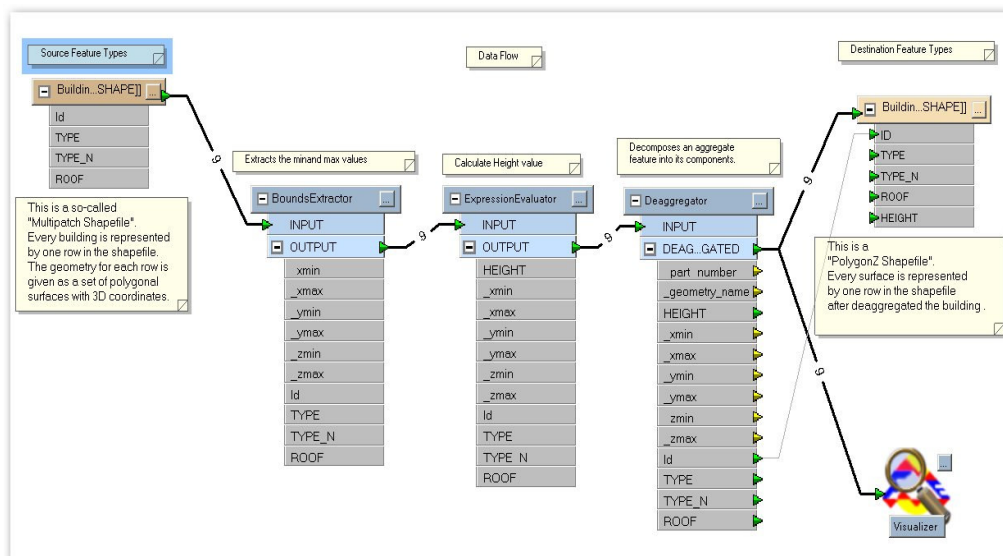 Source Feature Types
Data Flow
Destination Feature Types
Buildin...SHAPE]] ...
Id
TYPE
TYPE_N
ROOF
This is a so-called
"Multipatch Shapefile".
Every building is represented
by one row in the shapefile.
The geometry for each row is
given as a set of polygonal
surfaces with 3D coordinates.
9
Extracts the minand max values
BoundsExtractor ...
INPUT
OUTPUT
_xmin
_xmax
_ymin
_ymax
_zmin
_zmax
Id
TYPE
TYPE_N
ROOF
9
Calculate Height value
ExpressionEvaluator ...
INPUT
OUTPUT
HEIGHT
_xmin
_xmax
_ymin
_ymax
_zmin
_zmax
Id
TYPE
TYPE_N
ROOF
9
Decomposes an aggregate
feature into its components.
Deaggregator ...
INPUT
DEAG...GATED
_part_number
_geometry_name
HEIGHT
_xmin
_xmax
_ymin
_ymax
_zmin
_zmax
Id
TYPE
TYPE_N
ROOF
9
9
Buildin...SHAPE]] ...
ID
TYPE
TYPE_N
ROOF
HEIGHT
This is a
"PolygonZ Shapefile".
Every surface is represented
by one row in the shapefile
after deaggregated the building .
...
Visualizer